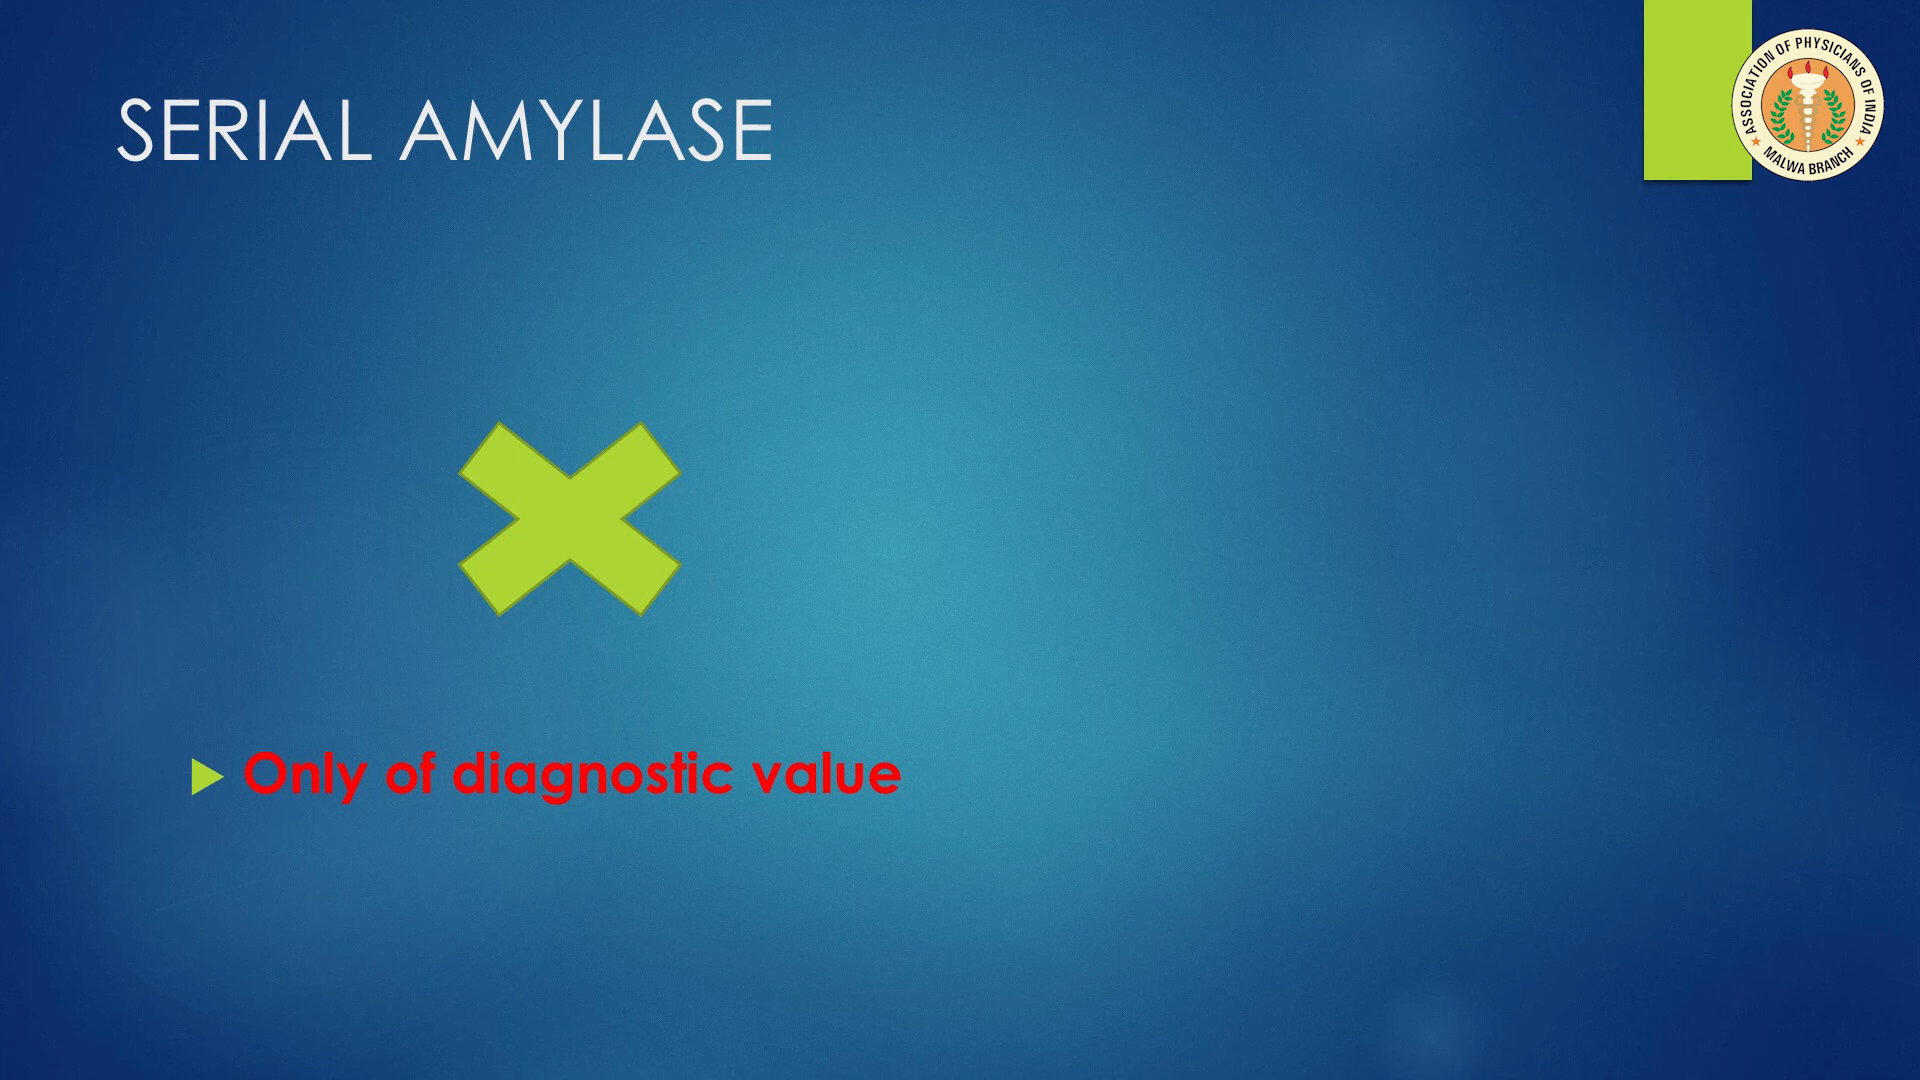 SERIAL AMYLASE
ASSOCIATION OF PHYSICIANS OF INDIA
MALWA BRANCH
Only of diagnostic value